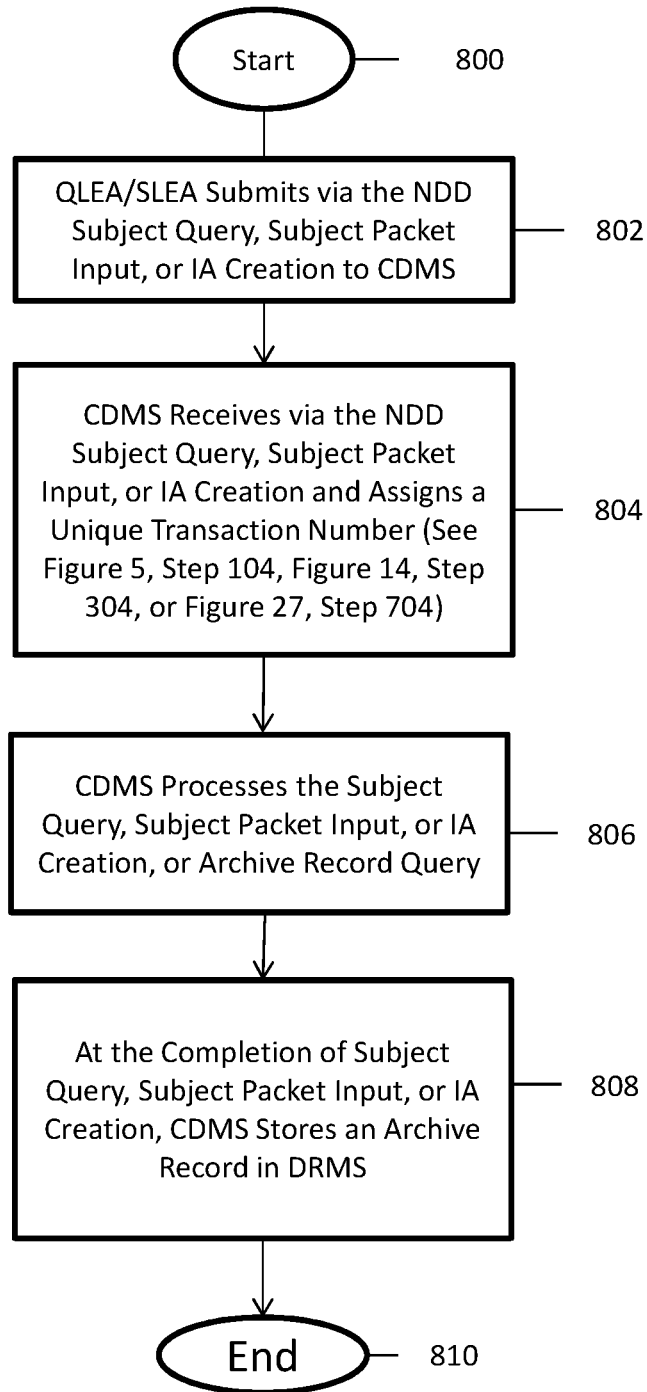 Start
800
QLEA/SLEA Submits via the NDD
Subject Query, Subject Packet
Input, or IA Creation to CDMS
802
CDMS Receives via the NDD
Subject Query, Subject Packet
Input, or IA Creation and Assigns a
Unique Transaction Number (See
Figure 5, Step 104, Figure 14, Step
304, or Figure 27, Step 704)
804
CDMS Processes the Subject
Query, Subject Packet Input, or IA
Creation, or Archive Record Query
806
At the Completion of Subject
Query, Subject Packet Input, or IA
Creation, CDMS Stores an Archive
Record in DRMS
808
End
810